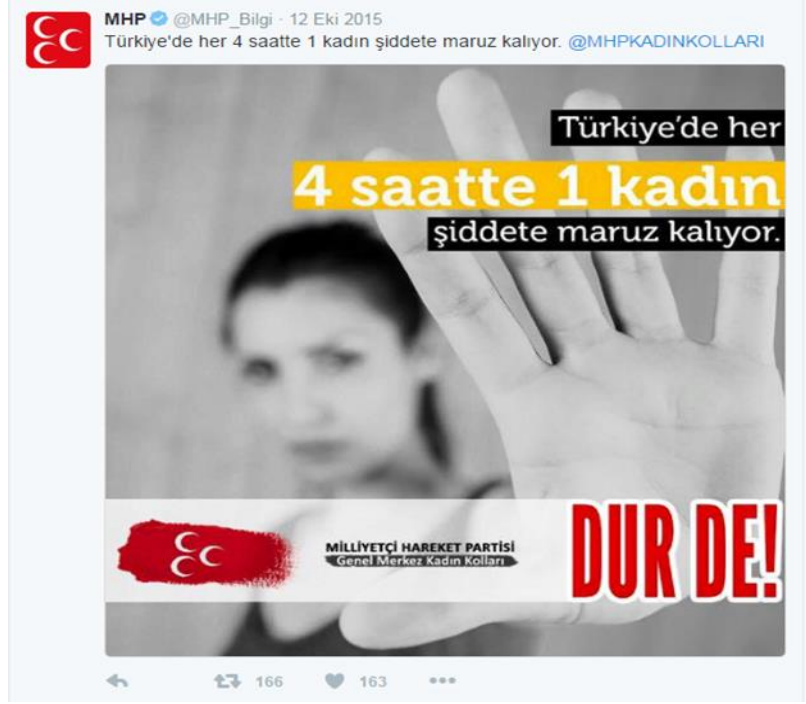 MHP @MHP_Bilgi · 12 Eki 2015
Türkiye'de her 4 saatte 1 kadın şiddete maruz kalıyor. @MHPKADINKOLLARI
Türkiye’de her
4 saatte 1 kadın
şiddete maruz kalıyor.
MİLLİYETÇİ HAREKET PARTİSİ
Genel Merkez Kadın Kolları
DUR DE!
166 163